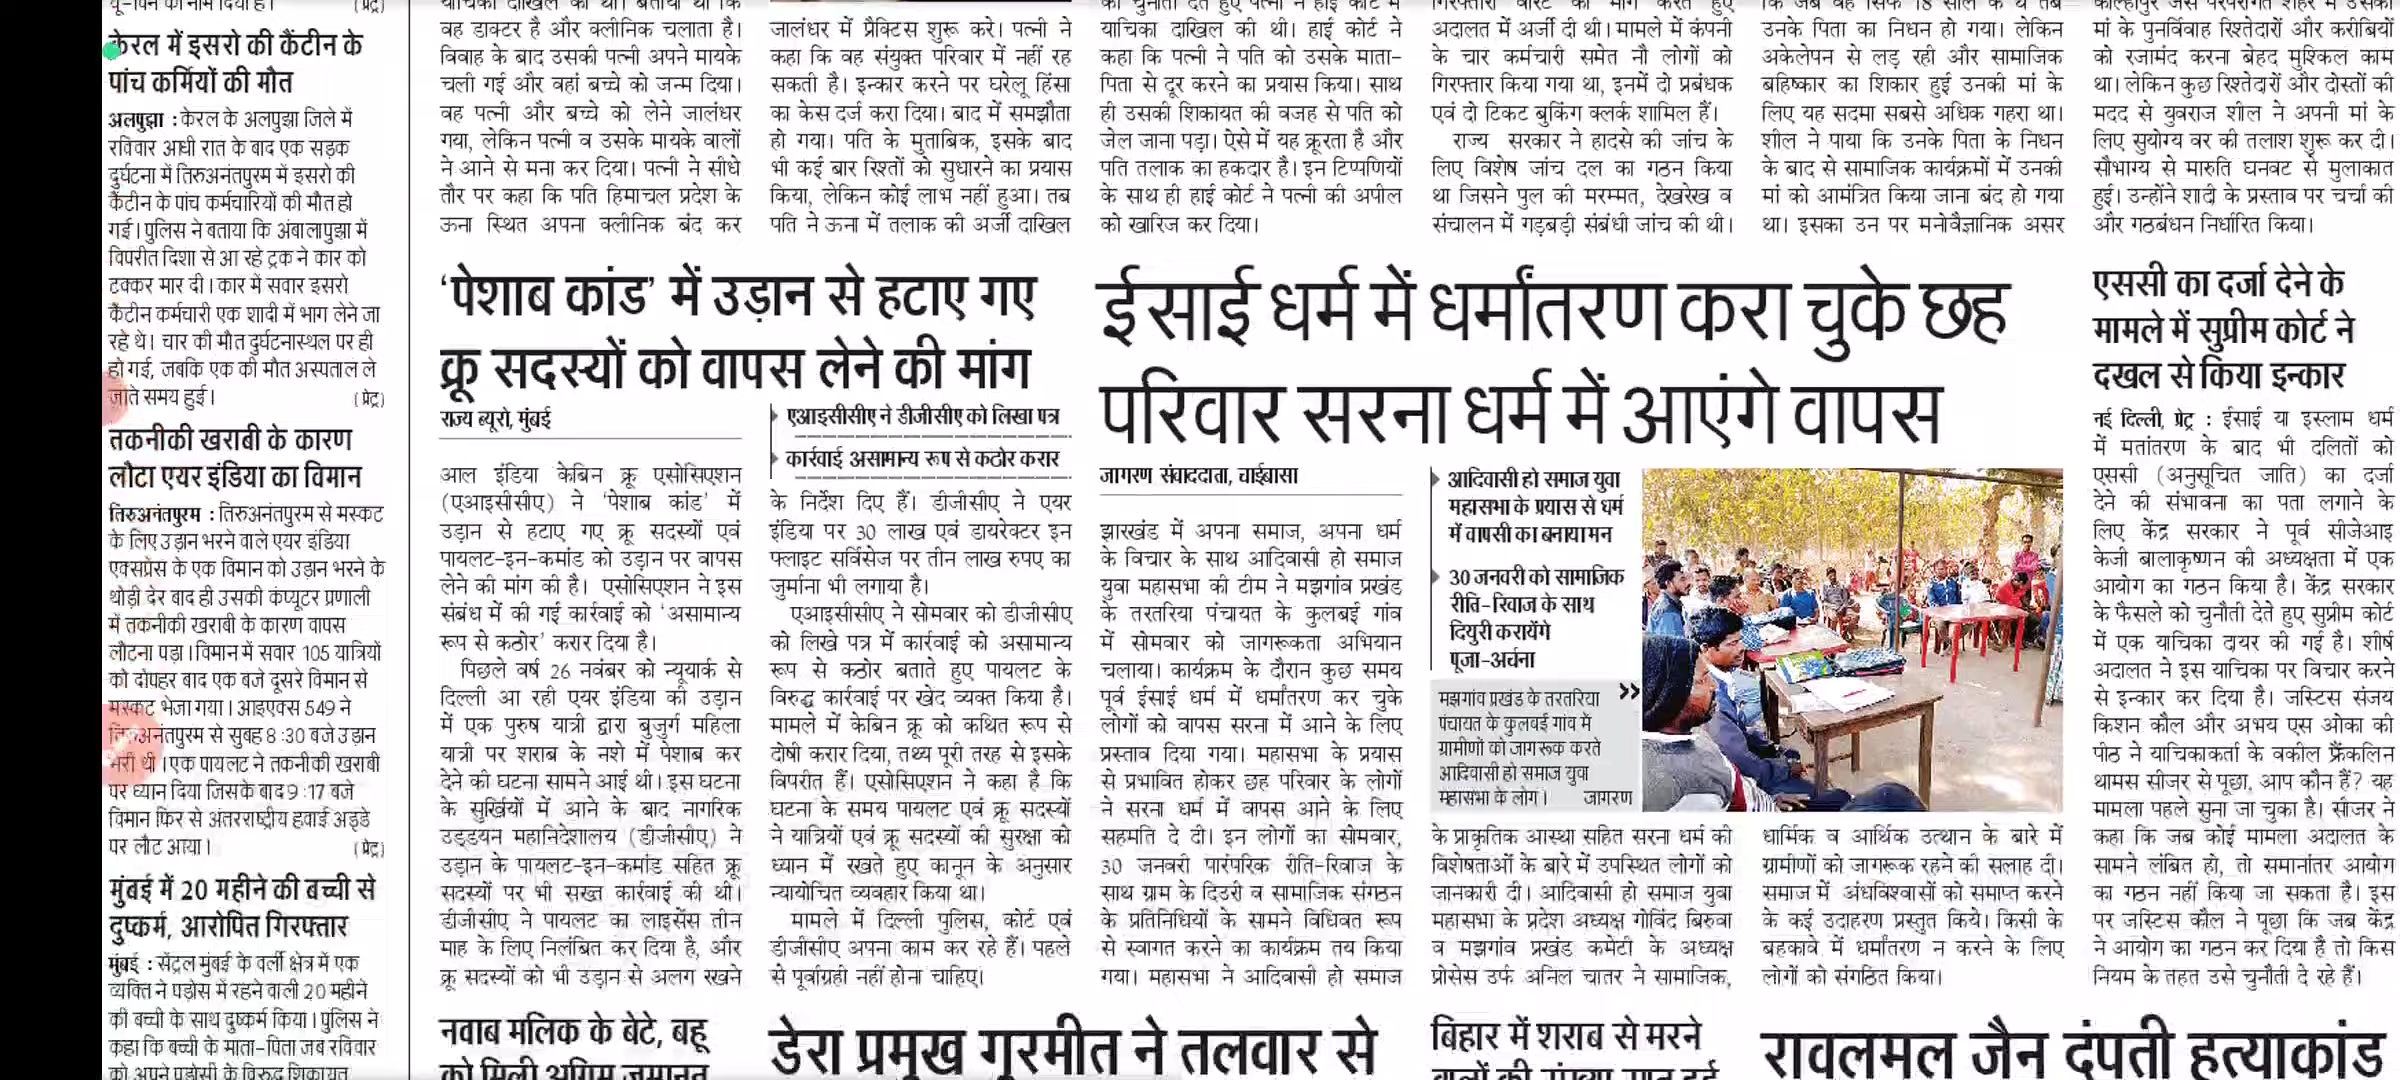 केरल में इसरो की कैंटीन के
पांच कर्मियों की मौत
अलपुझा : केरल के अलपुझा जिले में
रविवार आधी रात के बाद एक सड़क
दुर्घटना में तिरुअनंतपुरम में इसरो की
कैंटीन के पांच कर्मचारियों की मौत हो
गई। पुलिस ने बताया कि अंबालापुझा में
विपरीत दिशा से आ रहे ट्रक ने कार को
टक्कर मार दी। कार में सवार इसरो
कैंटीन कर्मचारी एक शादी में भाग लेने जा
रहे थे। चार की मौत दुर्घटनास्थल पर ही
हो गई, जबकि एक की मौत अस्पताल ले
जाते समय हुई। (प्रेट्र)
तकनीकी खराबी के कारण
लौटा एयर इंडिया का विमान
तिरुअनंतपुरम : तिरुअनंतपुरम से मस्कट
के लिए उड़ान भरने वाले एयर इंडिया
एक्सप्रेस के एक विमान को उड़ान भरने के
थोड़ी देर बाद ही उसकी कंप्यूटर प्रणाली
में तकनीकी खराबी के कारण वापस
लौटना पड़ा। विमान में सवार 105 यात्रियों
को दोपहर बाद एक बजे दूसरे विमान से
मस्कट भेजा गया। आइएक्स 549 ने
तिरुअनंतपुरम से सुबह 8 :30 बजे उड़ान
भरी थी। एक पायलट ने तकनीकी खराबी
पर ध्यान दिया जिसके बाद 9 :17 बजे
विमान फिर से अंतरराष्ट्रीय हवाई अड्डे
पर लौट आया। (प्रेट्र)
मुंबई में 20 महीने की बच्ची से
दुष्कर्म, आरोपित गिरफ्तार
मुंबई : सेंट्रल मुंबई के वर्ली क्षेत्र में एक
व्यक्ति ने पड़ोस में रहने वाली 20 महीने
की बच्ची के साथ दुष्कर्म किया। पुलिस ने
कहा कि बच्ची के माता-पिता जब रविवार
को अपने पड़ोसी के विरुद्ध शिकायत
वह डाक्टर है और क्लीनिक चलाता है।
विवाह के बाद उसकी पत्नी अपने मायके
चली गई और वहां बच्चे को जन्म दिया।
वह पत्नी और बच्चे को लेने जालंधर
गया, लेकिन पत्नी व उसके मायके वालों
ने आने से मना कर दिया। पत्नी ने सीधे
तौर पर कहा कि पति हिमाचल प्रदेश के
ऊना स्थित अपना क्लीनिक बंद कर
जालंधर में प्रैक्टिस शुरू करे। पत्नी ने
कहा कि वह संयुक्त परिवार में नहीं रह
सकती है। इन्कार करने पर घरेलू हिंसा
का केस दर्ज करा दिया। बाद में समझौता
हो गया। पति के मुताबिक, इसके बाद
भी कई बार रिश्तों को सुधारने का प्रयास
किया, लेकिन कोई लाभ नहीं हुआ। तब
पति ने ऊना में तलाक की अर्जी दाखिल
को चुनौती देते हुए पत्नी ने हाई कोर्ट में
याचिका दाखिल की थी। हाई कोर्ट ने
कहा कि पत्नी ने पति को उसके माता-
पिता से दूर करने का प्रयास किया। साथ
ही उसकी शिकायत की वजह से पति को
जेल जाना पड़ा। ऐसे में यह क्रूरता है और
पति तलाक का हकदार है। इन टिप्पणियों
के साथ ही हाई कोर्ट ने पत्नी की अपील
को खारिज कर दिया।
अदालत में अर्जी दी थी। मामले में कंपनी
के चार कर्मचारी समेत नौ लोगों को
गिरफ्तार किया गया था, इनमें दो प्रबंधक
एवं दो टिकट बुकिंग क्लर्क शामिल हैं।
राज्य सरकार ने हादसे की जांच के
लिए विशेष जांच दल का गठन किया
था जिसने पुल की मरम्मत, देखरेख व
संचालन में गड़बड़ी संबंधी जांच की थी।
कि जब वह सिर्फ 18 साल के थे तब
उनके पिता का निधन हो गया। लेकिन
अकेलेपन से लड़ रही और सामाजिक
बहिष्कार का शिकार हुई उनकी मां के
लिए यह सदमा सबसे अधिक गहरा था।
शील ने पाया कि उनके पिता के निधन
के बाद से सामाजिक कार्यक्रमों में उनकी
मां को आमंत्रित किया जाना बंद हो गया
था। इसका उन पर मनोवैज्ञानिक असर
कोल्हापुर जैसे परंपरागत शहर में उसकी
मां के पुनर्विवाह रिश्तेदारों और करीबियों
को रजामंद करना बेहद मुश्किल काम
था। लेकिन कुछ रिश्तेदारों और दोस्तों की
मदद से युवराज शील ने अपनी मां के
लिए सुयोग्य वर की तलाश शुरू कर दी।
सौभाग्य से मारुति घनवट से मुलाकात
हुई। उन्होंने शादी के प्रस्ताव पर चर्चा की
और गठबंधन निर्धारित किया।
'पेशाब कांड' में उड़ान से हटाए गए
क्रू सदस्यों को वापस लेने की मांग
राज्य ब्यूरो, मुंबई
आल इंडिया केबिन क्रू एसोसिएशन
(एआइसीसीए) ने 'पेशाब कांड' में
उड़ान से हटाए गए क्रू सदस्यों एवं
पायलट-इन-कमांड को उड़ान पर वापस
लेने की मांग की है। एसोसिएशन ने इस
संबंध में की गई कार्रवाई को 'असामान्य
रूप से कठोर' करार दिया है।
पिछले वर्ष 26 नवंबर को न्यूयार्क से
दिल्ली आ रही एयर इंडिया की उड़ान
में एक पुरुष यात्री द्वारा बुजुर्ग महिला
यात्री पर शराब के नशे में पेशाब कर
देने की घटना सामने आई थी। इस घटना
के सुर्खियों में आने के बाद नागरिक
उड्डयन महानिदेशालय (डीजीसीए) ने
उड़ान के पायलट-इन-कमांड सहित क्रू
सदस्यों पर भी सख्त कार्रवाई की थी।
डीजीसीए ने पायलट का लाइसेंस तीन
माह के लिए निलंबित कर दिया है, और
क्रू सदस्यों को भी उड़ान से अलग रखने
एआइसीसीए ने डीजीसीए को लिखा पत्र
कार्रवाई असामान्य रूप से कठोर करार
के निर्देश दिए हैं। डीजीसीए ने एयर
इंडिया पर 30 लाख एवं डायरेक्टर इन
फ्लाइट सर्विसेज पर तीन लाख रुपए का
जुर्माना भी लगाया है।
एआइसीसीए ने सोमवार को डीजीसीए
को लिखे पत्र में कार्रवाई को असामान्य
रूप से कठोर बताते हुए पायलट के
विरुद्ध कार्रवाई पर खेद व्यक्त किया है।
मामले में केबिन क्रू को कथित रूप से
दोषी करार दिया, तथ्य पूरी तरह से इसके
विपरीत हैं। एसोसिएशन ने कहा है कि
घटना के समय पायलट एवं क्रू सदस्यों
ने यात्रियों एवं क्रू सदस्यों की सुरक्षा को
ध्यान में रखते हुए कानून के अनुसार
न्यायोचित व्यवहार किया था।
मामले में दिल्ली पुलिस, कोर्ट एवं
डीजीसीए अपना काम कर रहे हैं। पहले
से पूर्वाग्रही नहीं होना चाहिए।
ईसाई धर्म में धर्मांतरण करा चुके छह
परिवार सरना धर्म में आएंगे वापस
जागरण संवाददाता, चाईबासा
झारखंड में अपना समाज, अपना धर्म
के विचार के साथ आदिवासी हो समाज
युवा महासभा की टीम ने मझगांव प्रखंड
के तरतरिया पंचायत के कुलबई गांव
में सोमवार को जागरूकता अभियान
चलाया। कार्यक्रम के दौरान कुछ समय
पूर्व ईसाई धर्म में धर्मांतरण कर चुके
लोगों को वापस सरना में आने के लिए
प्रस्ताव दिया गया। महासभा के प्रयास
से प्रभावित होकर छह परिवार के लोगों
ने सरना धर्म में वापस आने के लिए
सहमति दे दी। इन लोगों का सोमवार,
30 जनवरी पारंपरिक रीति-रिवाज के
साथ ग्राम के दिउरी व सामाजिक संगठन
के प्रतिनिधियों के सामने विधिवत रूप
से स्वागत करने का कार्यक्रम तय किया
गया। महासभा ने आदिवासी हो समाज
आदिवासी हो समाज युवा
महासभा के प्रयास से धर्म
में वापसी का बनाया मन
30 जनवरी को सामाजिक
रीति-रिवाज के साथ
दियुरी करायेंगे
पूजा-अर्चना
मझगांव प्रखंड के तरतरिया
पंचायत के कुलबई गांव में
ग्रामीणों को जागरूक करते
आदिवासी हो समाज युवा
महासभा के लोग। जागरण
के प्राकृतिक आस्था सहित सरना धर्म की
विशेषताओं के बारे में उपस्थित लोगों को
जानकारी दी। आदिवासी हो समाज युवा
महासभा के प्रदेश अध्यक्ष गोविंद बिरुवा
व मझगांव प्रखंड कमेटी के अध्यक्ष
प्रोसेस उर्फ अनिल चातर ने सामाजिक,
धार्मिक व आर्थिक उत्थान के बारे में
ग्रामीणों को जागरूक रहने की सलाह दी।
समाज में अंधविश्वासों को समाप्त करने
के कई उदाहरण प्रस्तुत किये। किसी के
बहकावे में धर्मांतरण न करने के लिए
लोगों को संगठित किया।
एससी का दर्जा देने के
मामले में सुप्रीम कोर्ट ने
दखल से किया इन्कार
नई दिल्ली, प्रेट्र : ईसाई या इस्लाम धर्म
में मतांतरण के बाद भी दलितों को
एससी (अनुसूचित जाति) का दर्जा
देने की संभावना का पता लगाने के
लिए केंद्र सरकार ने पूर्व सीजेआइ
केजी बालाकृष्णन की अध्यक्षता में एक
आयोग का गठन किया है। केंद्र सरकार
के फैसले को चुनौती देते हुए सुप्रीम कोर्ट
में एक याचिका दायर की गई है। शीर्ष
अदालत ने इस याचिका पर विचार करने
से इन्कार कर दिया है। जस्टिस संजय
किशन कौल और अभय एस ओका की
पीठ ने याचिकाकर्ता के वकील फ्रैंकलिन
थामस सीजर से पूछा, आप कौन हैं? यह
मामला पहले सुना जा चुका है। सीजर ने
कहा कि जब कोई मामला अदालत के
सामने लंबित हो, तो समानांतर आयोग
का गठन नहीं किया जा सकता है। इस
पर जस्टिस कौल ने पूछा कि जब केंद्र
ने आयोग का गठन कर दिया है तो किस
नियम के तहत उसे चुनौती दे रहे हैं।
नवाब मलिक के बेटे, बहू
को मिली अग्रिम जमानत
डेरा प्रमुख गुरमीत ने तलवार से
बिहार में शराब से मरने
रावलमल जैन दंपती हत्याकांड